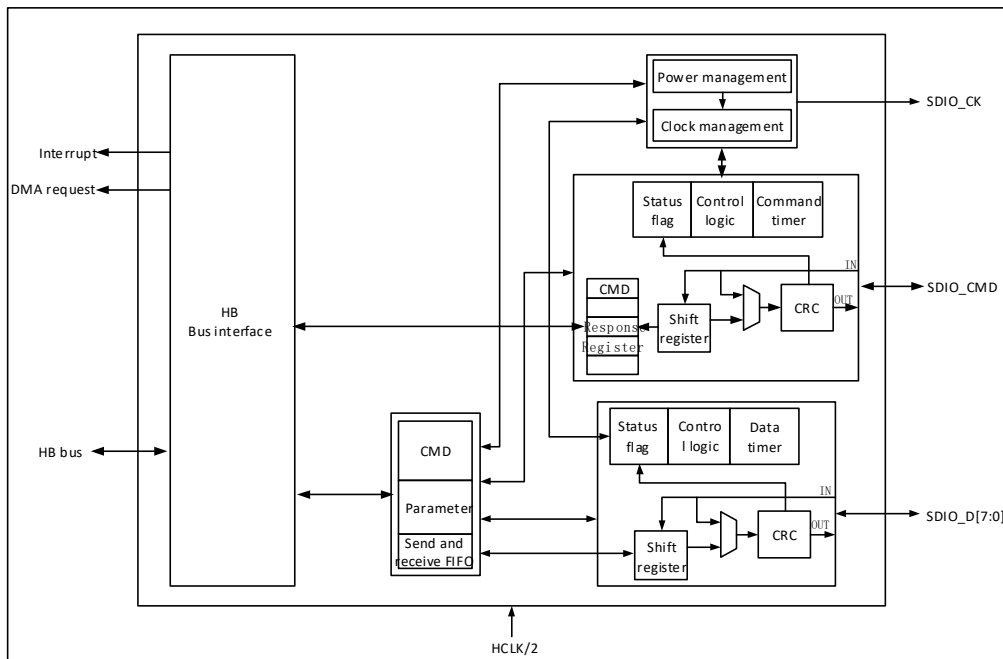 Power management
Clock management
SDIO_CK
Interrupt
DMA request
Status
flag
Control
logic
Command
timer
IN
CMD
Response
Register
Shift
register
CRC
OUT
SDIO_CMD
HB
Bus interface
HB bus
CMD
Parameter
Send and
receive FIFO
Status
flag
Contro
l logic
Data
timer
IN
Shift
register
CRC
OUT
SDIO_D[7:0]
HCLK/2